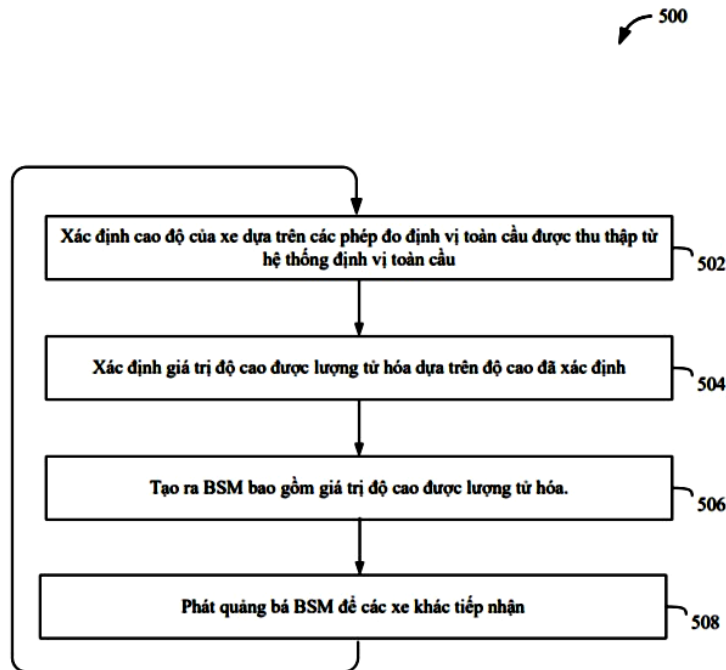 500
Xác định cao độ của xe dựa trên các phép đo định vị toàn cầu được thu thập từ
hệ thống định vị toàn cầu
502
Xác định giá trị độ cao được lượng tử hóa dựa trên độ cao đã xác định
504
Tạo ra BSM bao gồm giá trị độ cao được lượng tử hóa.
506
Phát quảng bá BSM để các xe khác tiếp nhận
508